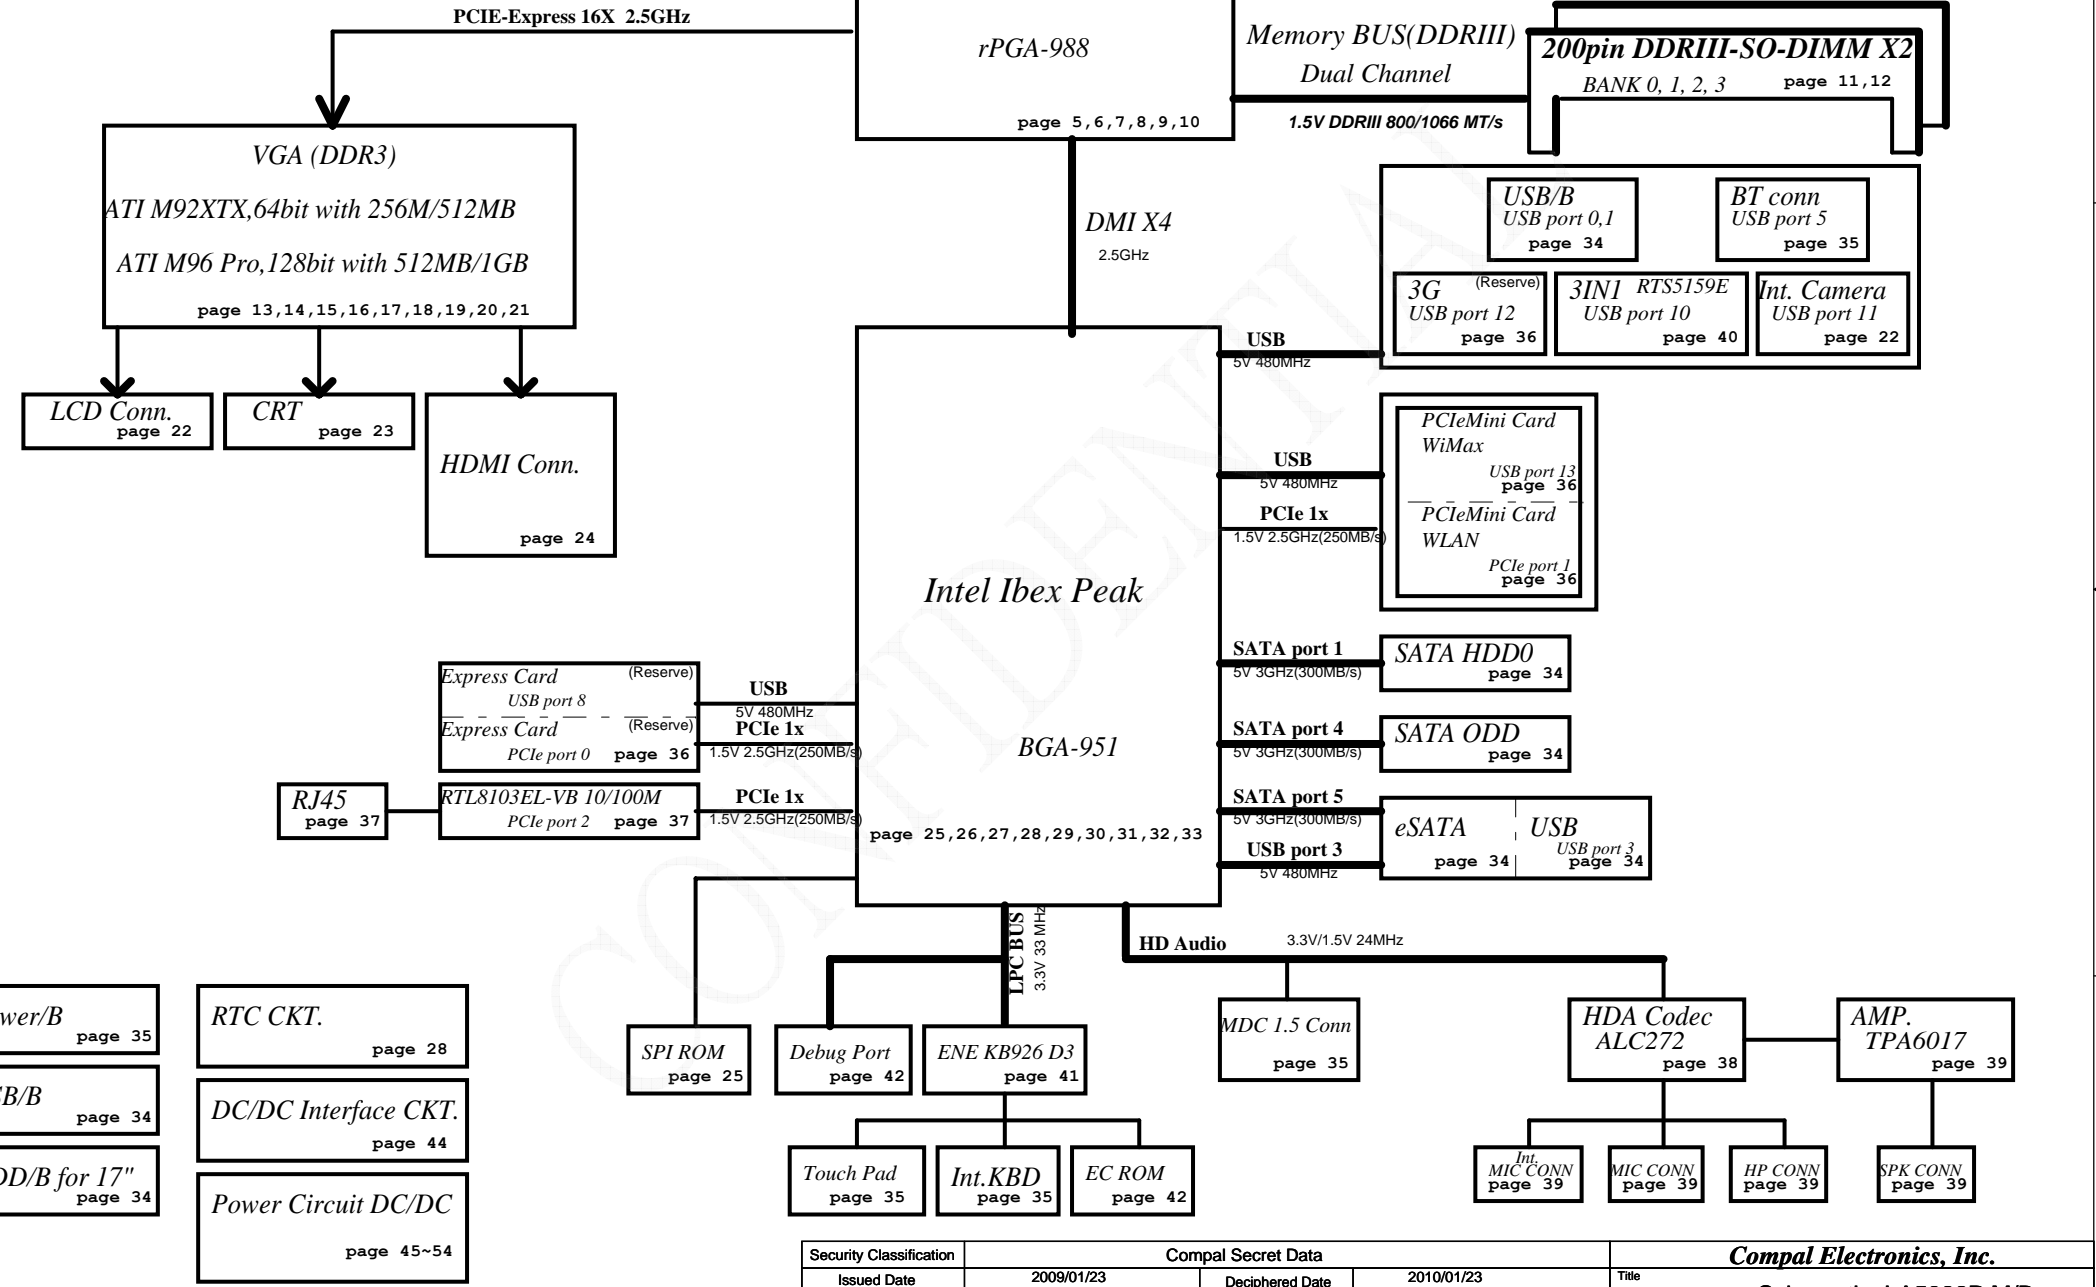 PCIE-Express 16X 2.5GHz
rPGA-988
page 5,6,7,8,9,10
Memory BUS(DDRIII)
Dual Channel
1.5V DDRIII 800/1066 MT/s
200pin DDRIII-SO-DIMM X2
BANK 0, 1, 2, 3 page 11,12
VGA (DDR3)
ATI M92XTX,64bit with 256M/512MB
ATI M96 Pro,128bit with 512MB/1GB
page 13,14,15,16,17,18,19,20,21
DMI X4
2.5GHz
USB/B
USB port 0,1
page 34
BT conn
USB port 5
page 35
3G (Reserve)
USB port 12
page 36
3IN1 RTS5159E
USB port 10
page 40
Int. Camera
USB port 11
page 22
USB
5V 480MHz
LCD Conn.
page 22
CRT
page 23
HDMI Conn.
page 24
USB
5V 480MHz
PCIe 1x
1.5V 2.5GHz(250MB/s)
PCIeMini Card
WiMax
USB port 13
page 36
PCIeMini Card
WLAN
PCIe port 1
page 36
Intel Ibex Peak
BGA-951
page 25,26,27,28,29,30,31,32,33
CONFIDENTIAL
SATA port 1
5V 3GHz(300MB/s)
SATA HDD0
page 34
SATA port 4
5V 3GHz(300MB/s)
SATA ODD
page 34
SATA port 5
5V 3GHz(300MB/s)
USB port 3
5V 480MHz
eSATA
page 34
USB
USB port 3
page 34
Express Card (Reserve)
USB port 8
Express Card (Reserve)
PCIe port 0 page 36
USB
5V 480MHz
PCIe 1x
1.5V 2.5GHz(250MB/s)
RJ45
page 37
RTL8103EL-VB 10/100M
PCIe port 2 page 37
PCIe 1x
1.5V 2.5GHz(250MB/s)
LPC BUS
3.3V 33 MHz
HD Audio 3.3V/1.5V 24MHz
wer/B
page 35
B/B
page 34
DD/B for 17"
page 34
RTC CKT.
page 28
DC/DC Interface CKT.
page 44
Power Circuit DC/DC
page 45~54
SPI ROM
page 25
Debug Port
page 42
ENE KB926 D3
page 41
MDC 1.5 Conn
page 35
HDA Codec
ALC272
page 38
AMP.
TPA6017
page 39
Touch Pad
page 35
Int.KBD
page 35
EC ROM
page 42
Int.
MIC CONN
page 39
MIC CONN
page 39
HP CONN
page 39
SPK CONN
page 39
Security Classification Compal Secret Data Compal Electronics, Inc.
Issued Date 2009/01/23 Deciphered Date 2010/01/23 Title